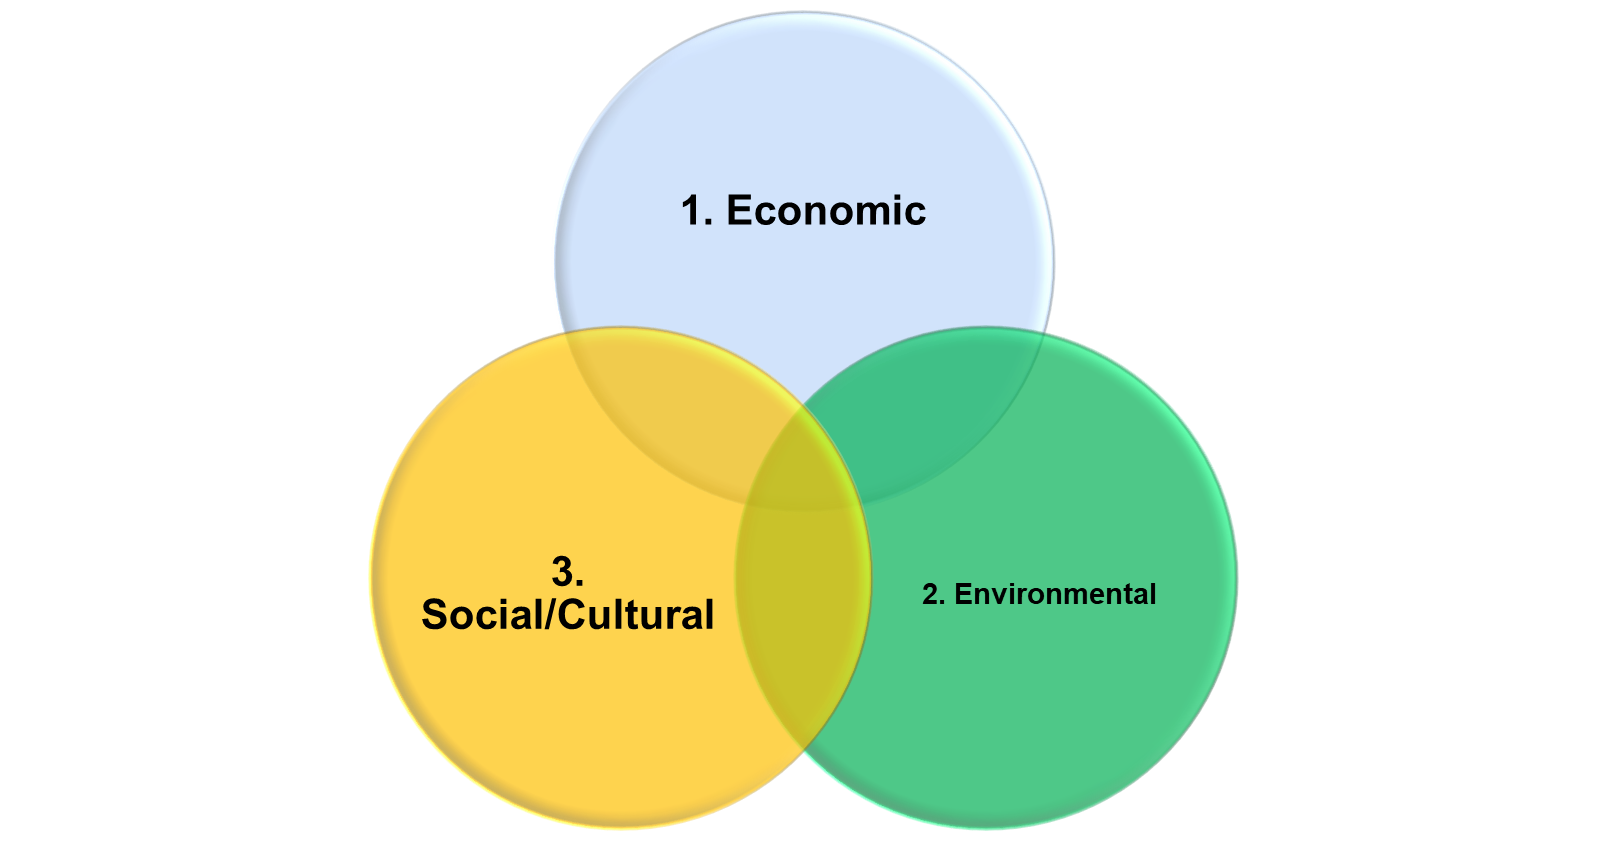 1. Economic
3.
Social/Cultural
2. Environmental